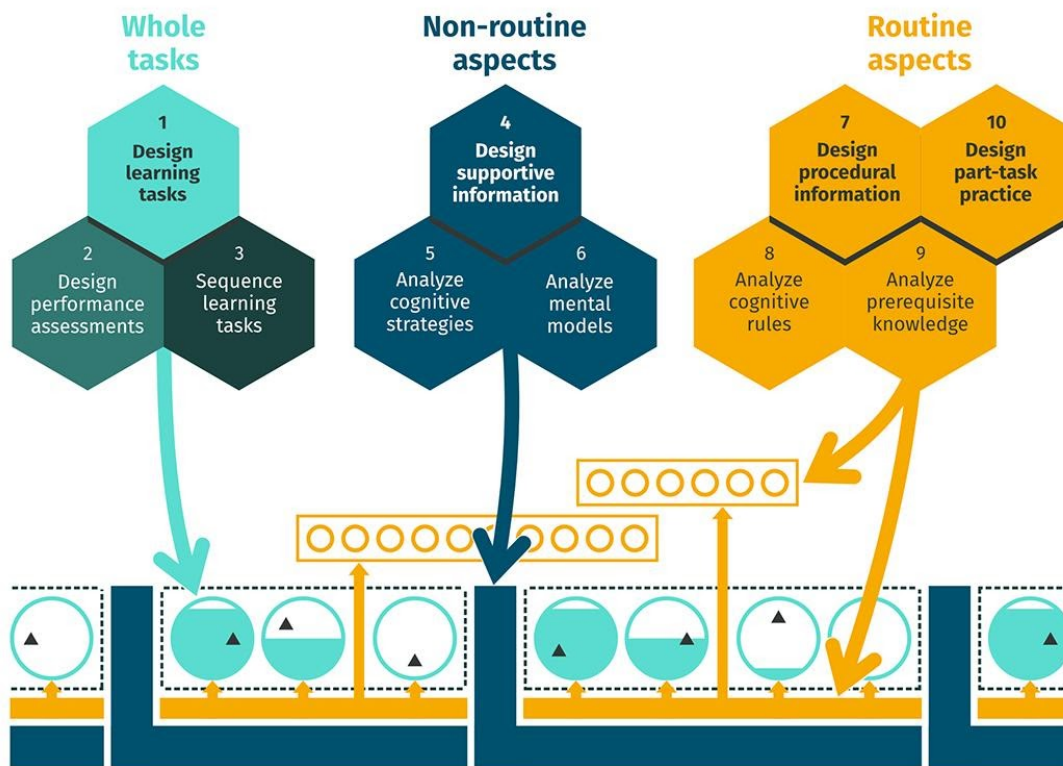 Whole
tasks
1
Design
learning
tasks
2
Design
performance
assessments
3
Sequence
learning
tasks
Non-routine
aspects
4
Design
supportive
information
5
Analyze
cognitive
strategies
6
Analyze
mental
models
Routine
aspects
7
Design
procedural
information
10
Design
part-task
practice
8
Analyze
cognitive
rules
9
Analyze
prerequisite
knowledge